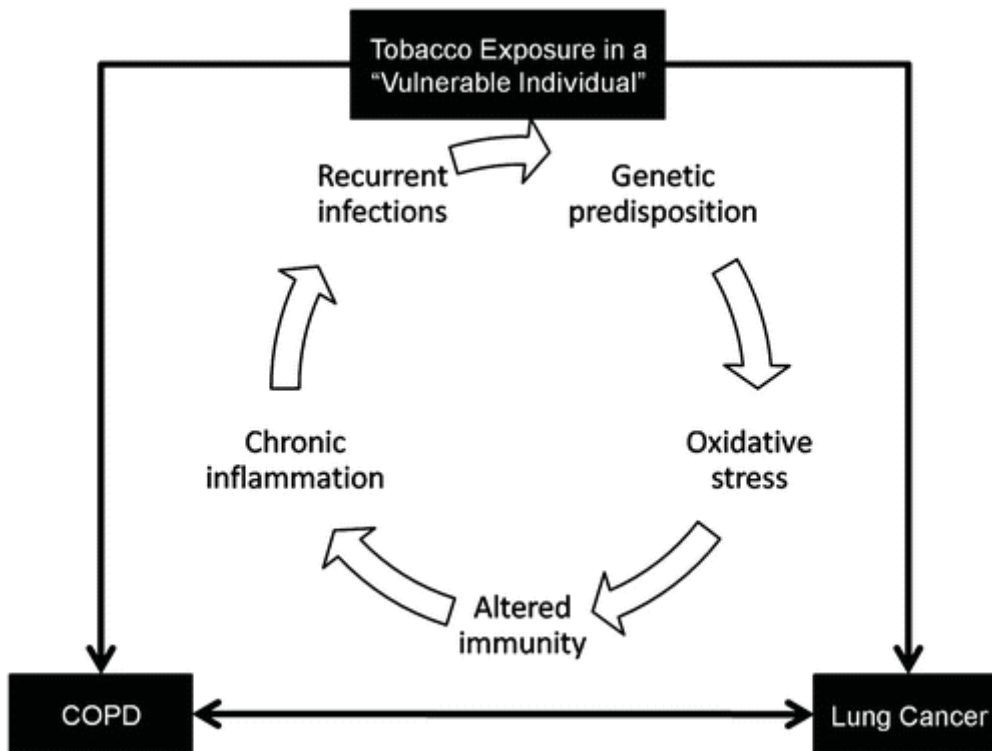 Tobacco Exposure in a
“Vulnerable Individual”
Recurrent
infections
Genetic
predisposition
Chronic
inflammation
Oxidative
stress
Altered
immunity
COPD
Lung Cancer